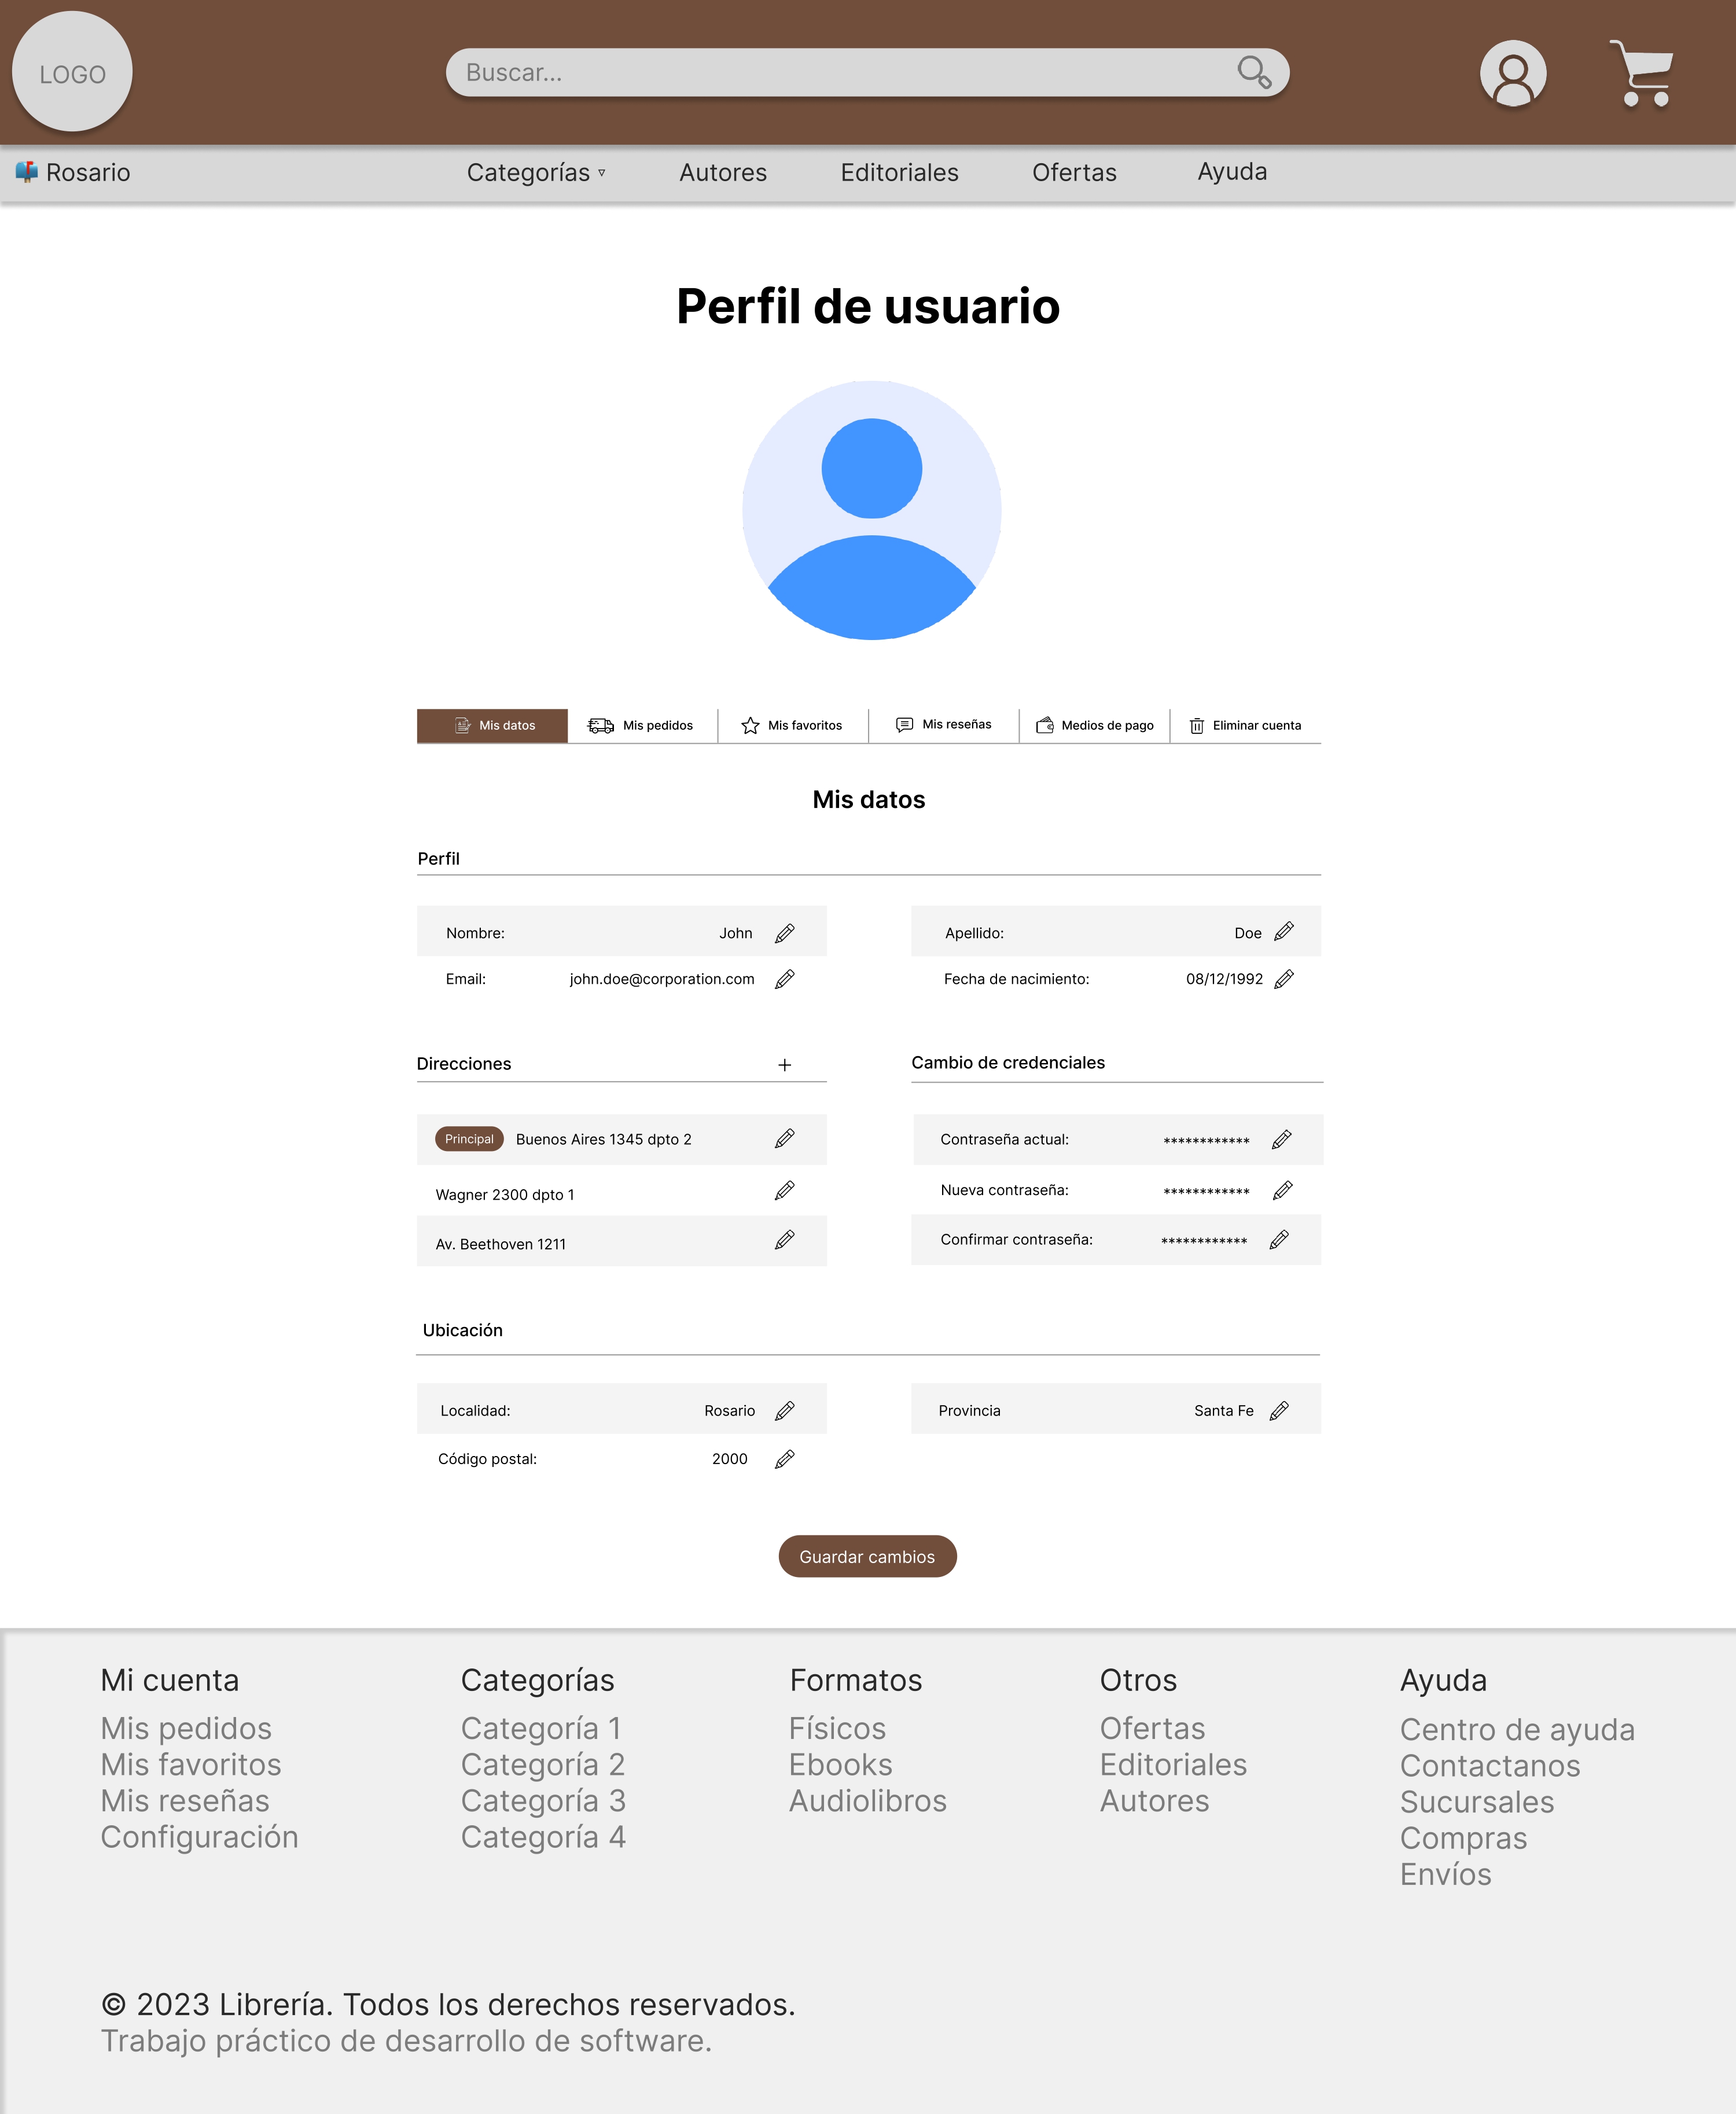 LOGO
Buscar...
Rosario
Categorías ▿
Autores
Editoriales
Ofertas
Ayuda
Perfil de usuario
Mis datos
Mis pedidos
Mis favoritos
Mis reseñas
Medios de pago
Eliminar cuenta
Mis datos
Perfil
Nombre: John
Apellido: Doe
Email: john.doe@corporation.com
Fecha de nacimiento: 08/12/1992
Direcciones +
Principal Buenos Aires 1345 dpto 2
Wagner 2300 dpto 1
Av. Beethoven 1211
Cambio de credenciales
Contraseña actual: ************
Nueva contraseña: ************
Confirmar contraseña: ************
Ubicación
Localidad: Rosario
Provincia Santa Fe
Código postal: 2000
Guardar cambios
Mi cuenta
Mis pedidos
Mis favoritos
Mis reseñas
Configuración
Categorías
Categoría 1
Categoría 2
Categoría 3
Categoría 4
Formatos
Físicos
Ebooks
Audiolibros
Otros
Ofertas
Editoriales
Autores
Ayuda
Centro de ayuda
Contactanos
Sucursales
Compras
Envíos
© 2023 Librería. Todos los derechos reservados.
Trabajo práctico de desarrollo de software.